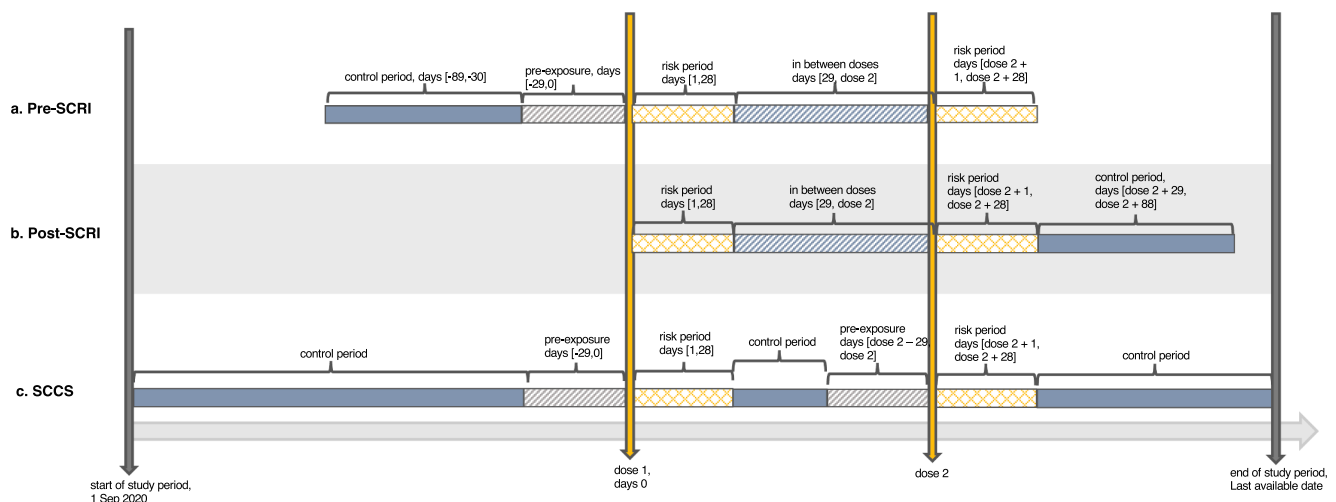 control period, days [-89,-30]
pre-exposure, days
[-29,0]
risk period
days [1,28]
in between doses
days [29, dose 2]
risk period
days [dose 2 +
1, dose 2 + 28]
a. Pre-SCRI
risk period
days [1,28]
in between doses
days [29, dose 2]
risk period
days [dose 2 + 1,
dose 2 + 28]
control period,
days [dose 2 + 29,
dose 2 + 88]
b. Post-SCRI
control period
pre-exposure
days [-29,0]
risk period
days [1,28]
control period
pre-exposure
days [dose 2 – 29,
dose 2]
risk period
days [dose 2 + 1,
dose 2 + 28]
control period
c. SCCS
start of study period,
1 Sep 2020
dose 1,
days 0
dose 2
end of study period,
Last available date